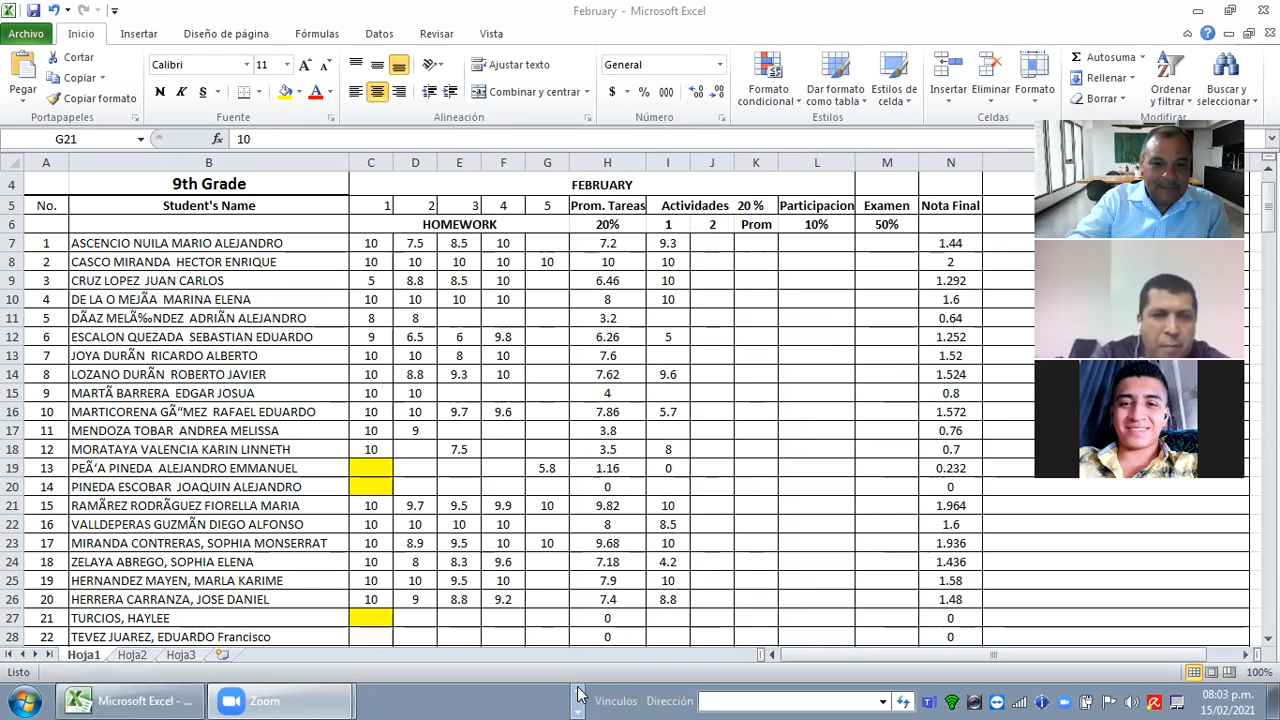 February - Microsoft Excel
Archivo Inicio Insertar Diseño de página Fórmulas Datos Revisar Vista
Pegar Cortar Copiar Copiar formato Portapapeles
Calibri 11 N K S Fuente
Ajustar texto Combinar y centrar Alineación
General $ % 000 Número
Formato condicional Dar formato como tabla Estilos de celda Estilos
Insertar Eliminar Formato Celdas
Autosuma Rellenar Borrar Ordenar y filtrar Buscar y seleccionar Modificar
G21 fx 10
A B C D E F G H I J K L M N
4 9th Grade FEBRUARY
5 No. Student's Name 1 2 3 4 5 Prom. Tareas Actividades 20 % Participacion Examen Nota Final
6 HOMEWORK 20% 1 2 Prom 10% 50%
7 1 ASCENCIO NUILA MARIO ALEJANDRO 10 7.5 8.5 10 7.2 9.3 1.44
8 2 CASCO MIRANDA HECTOR ENRIQUE 10 10 10 10 10 10 10 2
9 3 CRUZ LOPEZ JUAN CARLOS 5 8.8 8.5 10 6.46 10 1.292
10 4 DE LA O MEJÃA MARINA ELENA 10 10 10 10 8 10 1.6
11 5 DÃAZ MELÃ‰NDEZ ADRIÃN ALEJANDRO 8 8 3.2 0.64
12 6 ESCALON QUEZADA SEBASTIAN EDUARDO 9 6.5 6 9.8 6.26 5 1.252
13 7 JOYA DURÃN RICARDO ALBERTO 10 10 8 10 7.6 1.52
14 8 LOZANO DURÃN ROBERTO JAVIER 10 8.8 9.3 10 7.62 9.6 1.524
15 9 MARTÃ BARRERA EDGAR JOSUA 10 10 4 0.8
16 10 MARTICORENA GÃ“MEZ RAFAEL EDUARDO 10 10 9.7 9.6 7.86 5.7 1.572
17 11 MENDOZA TOBAR ANDREA MELISSA 10 9 3.8 0.76
18 12 MORATAYA VALENCIA KARIN LINNETH 10 7.5 3.5 8 0.7
19 13 PEÃ‘A PINEDA ALEJANDRO EMMANUEL 5.8 1.16 0 0.232
20 14 PINEDA ESCOBAR JOAQUIN ALEJANDRO 0 0
21 15 RAMÃREZ RODRÃGUEZ FIORELLA MARIA 10 9.7 9.5 9.9 10 9.82 10 1.964
22 16 VALLDEPERAS GUZMÃN DIEGO ALFONSO 10 10 10 10 8 8.5 1.6
23 17 MIRANDA CONTRERAS, SOPHIA MONSERRAT 10 8.9 9.5 10 10 9.68 10 1.936
24 18 ZELAYA ABREGO, SOPHIA ELENA 10 8 8.3 9.6 7.18 4.2 1.436
25 19 HERNANDEZ MAYEN, MARLA KARIME 10 10 9.5 10 7.9 10 1.58
26 20 HERRERA CARRANZA, JOSE DANIEL 10 9 8.8 9.2 7.4 8.8 1.48
27 21 TURCIOS, HAYLEE 0 0
28 22 TEVEZ JUAREZ, EDUARDO Francisco 0 0
Hoja1 Hoja2 Hoja3
Listo 100%
Microsoft Excel - ... Zoom Vínculos Dirección 08:03 p.m.
15/02/2021